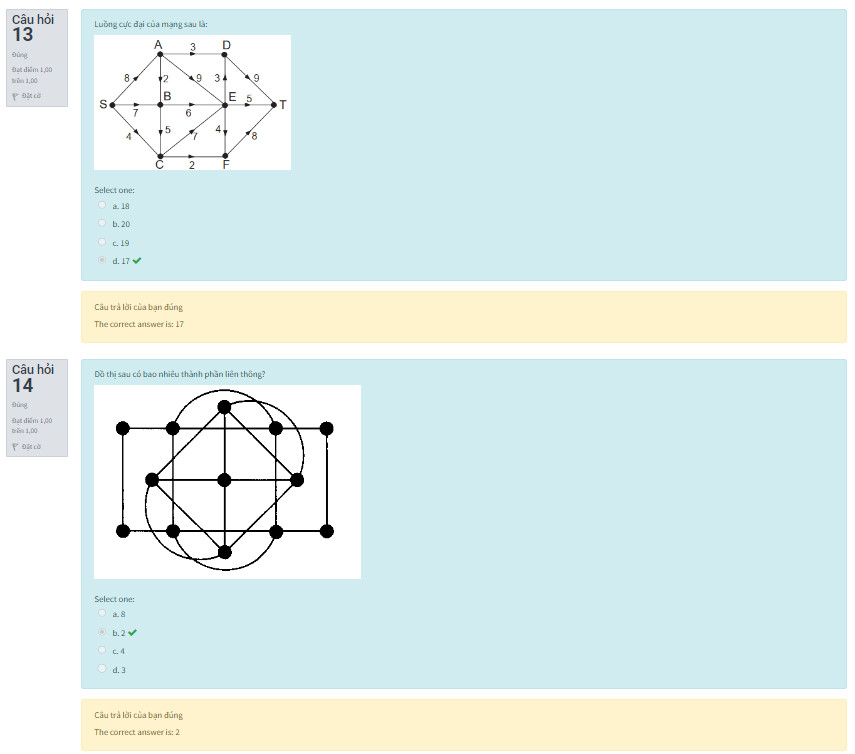 Câu hỏi
13
Đúng
Đạt điểm 1,00
trên 1,00
Đặt cờ
Luồng cực đại của mạng sau là:
A 3 D
8 2 9 3 9
S B E 5 T
7 6
4 5 7 4 8
C 2 F
Select one:
a. 18
b. 20
c. 19
d. 17
Câu trả lời của bạn đúng
The correct answer is: 17
Câu hỏi
14
Đúng
Đạt điểm 1,00
trên 1,00
Đặt cờ
Đồ thị sau có bao nhiêu thành phần liên thông?
Select one:
a. 8
b. 2
c. 4
d. 3
Câu trả lời của bạn đúng
The correct answer is: 2